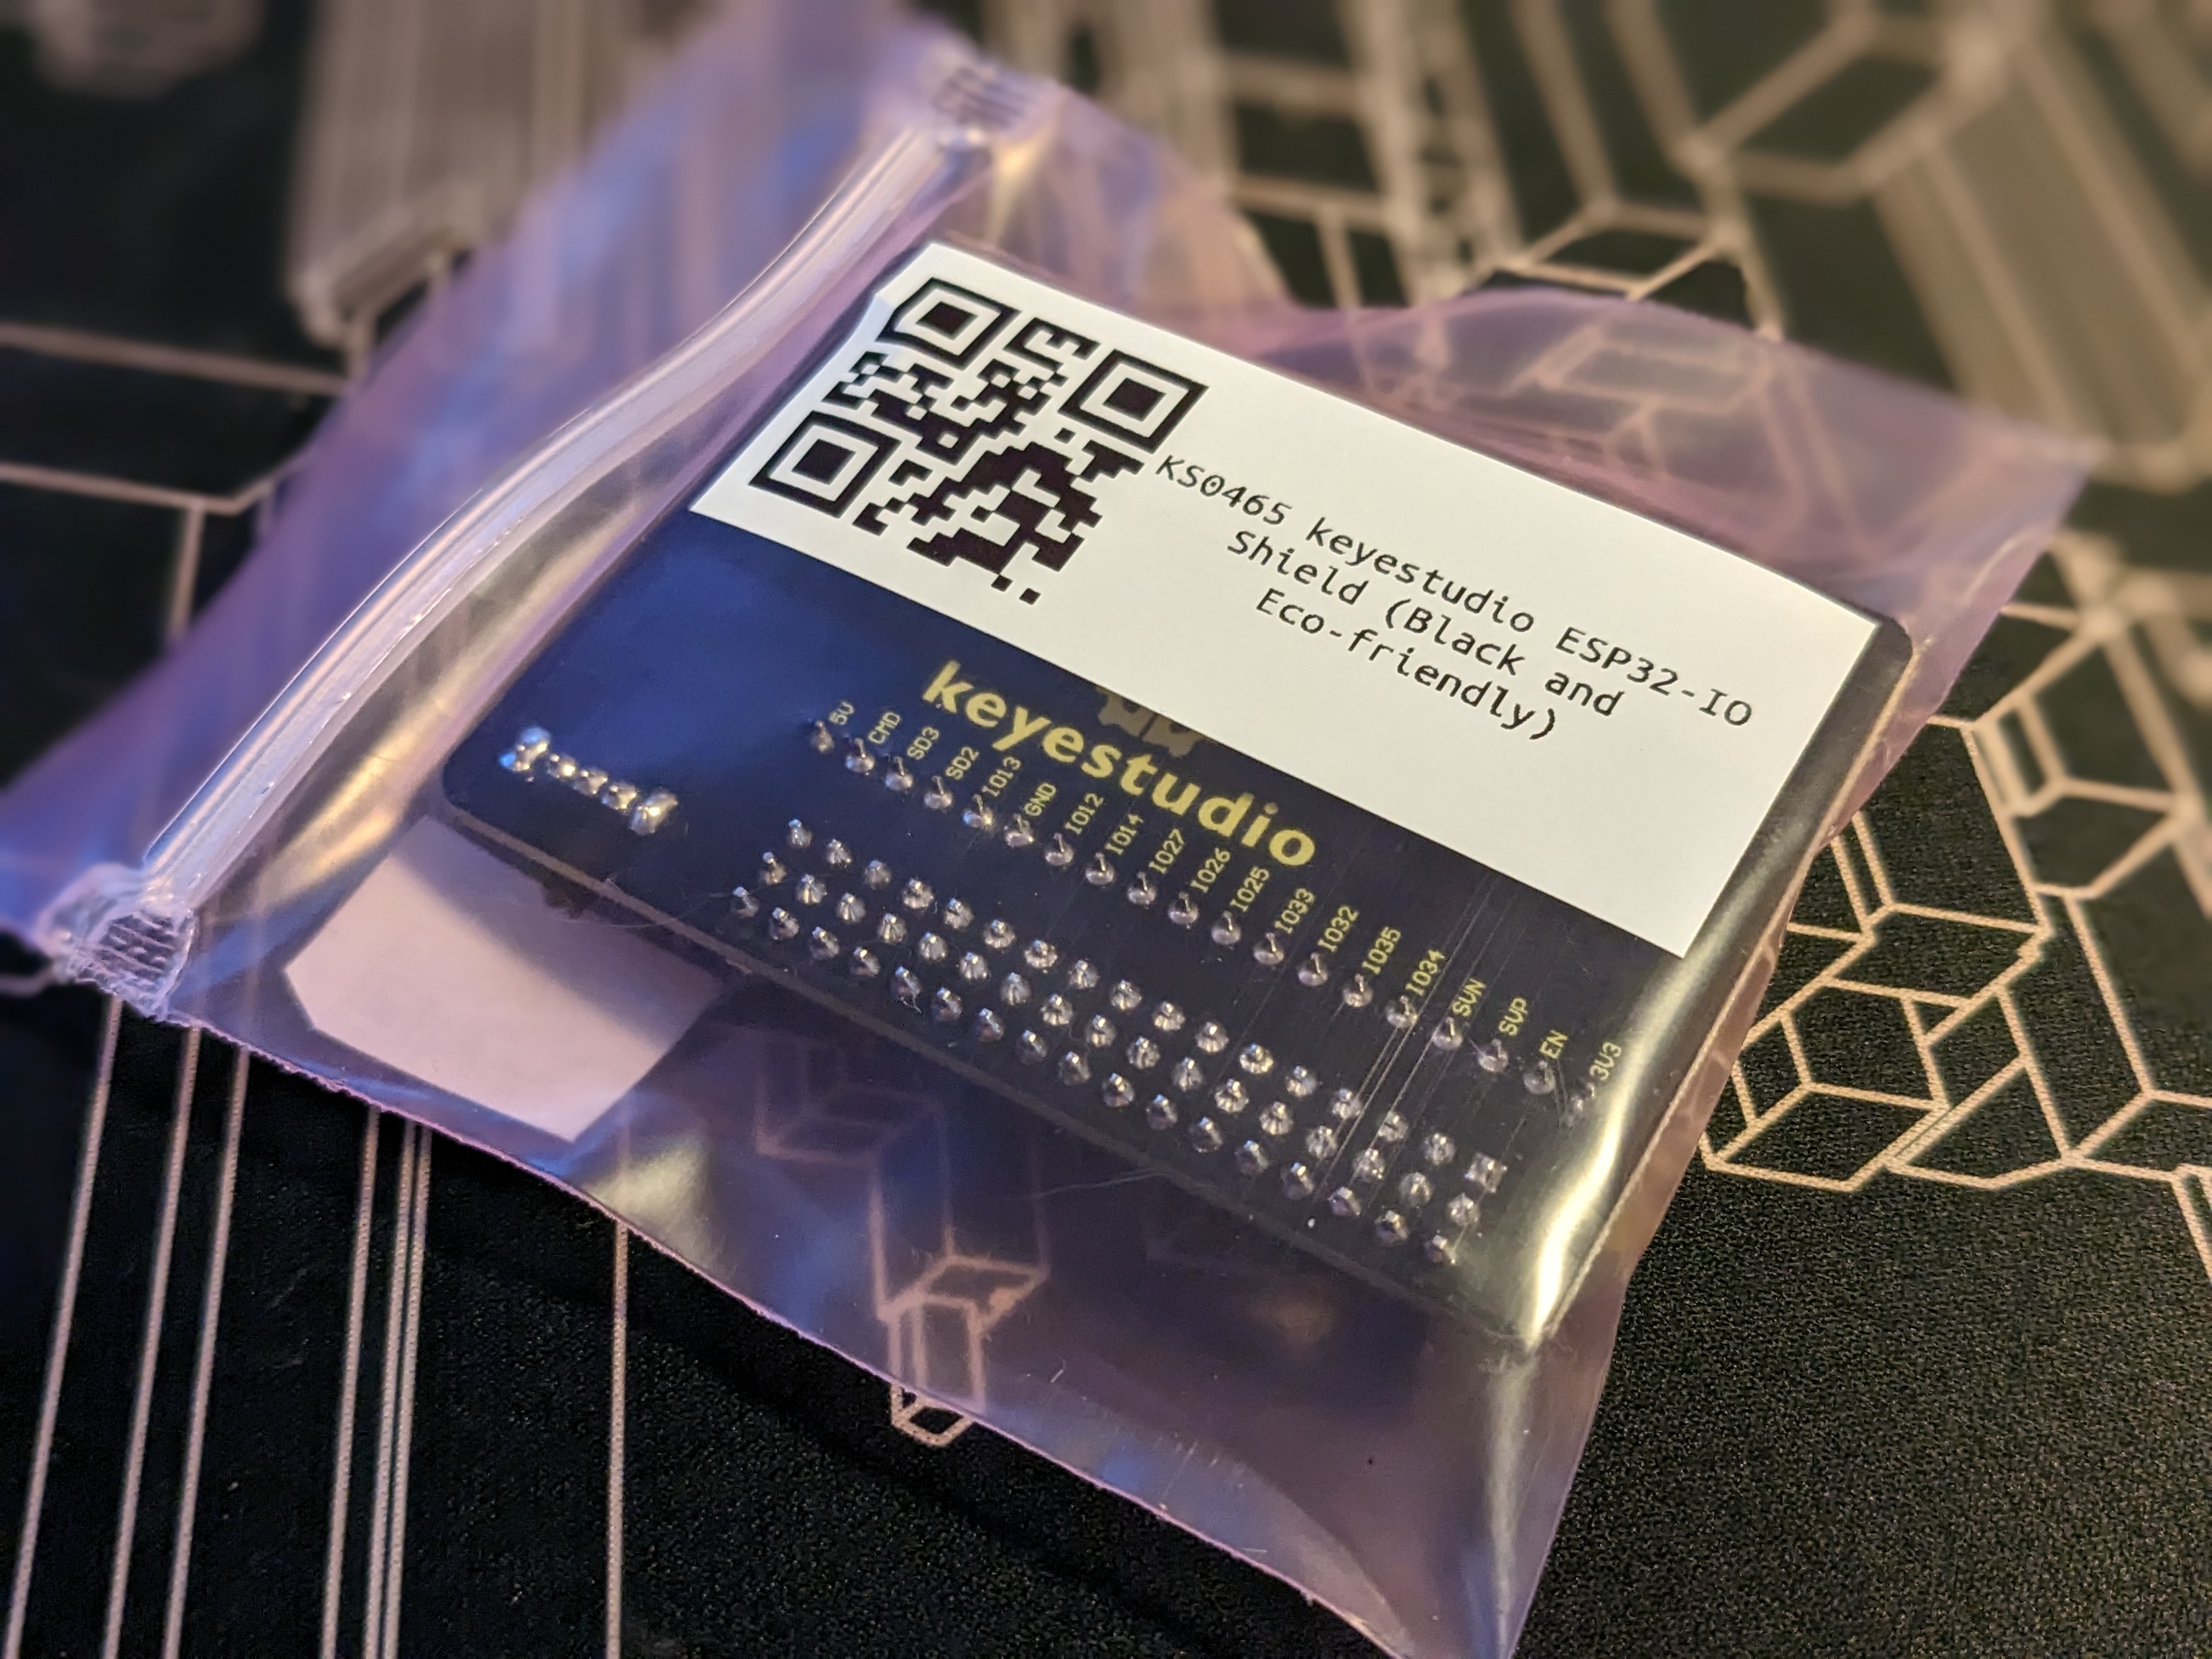 KS0465 keyestudio ESP32-IO
Shield (Black and
Eco-friendly)
keyestudio
5V
CMD
SD3
SD2
IO13
GND
IO12
IO14
IO27
IO26
IO25
IO33
IO32
IO35
IO34
SVN
SVP
EN
3V3